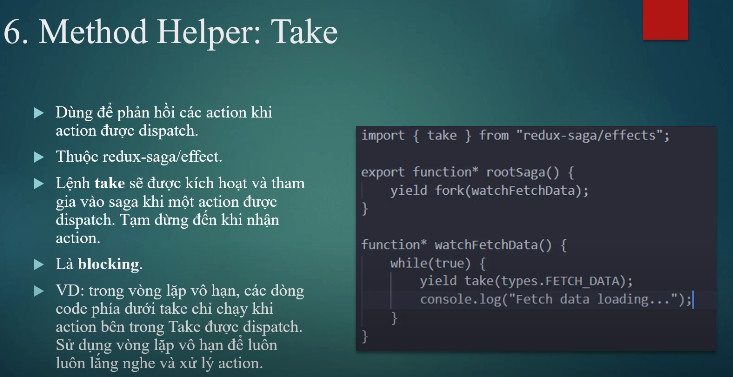 6. Method Helper: Take
Dùng để phản hồi các action khi
action được dispatch.
Thuộc redux-saga/effect.
Lệnh take sẽ được kích hoạt và tham
gia vào saga khi một action được
dispatch. Tạm dừng đến khi nhận
action.
Là blocking.
VD: trong vòng lặp vô hạn, các dòng
code phía dưới take chỉ chạy khi
action bên trong Take được dispatch.
Sử dụng vòng lặp vô hạn để luôn
luôn lắng nghe và xử lý action.
import { take } from "redux-saga/effects";
export function* rootSaga() {
yield fork(watchFetchData);
}
function* watchFetchData() {
while(true) {
yield take(types.FETCH_DATA);
console.log("Fetch data loading...");
}
}